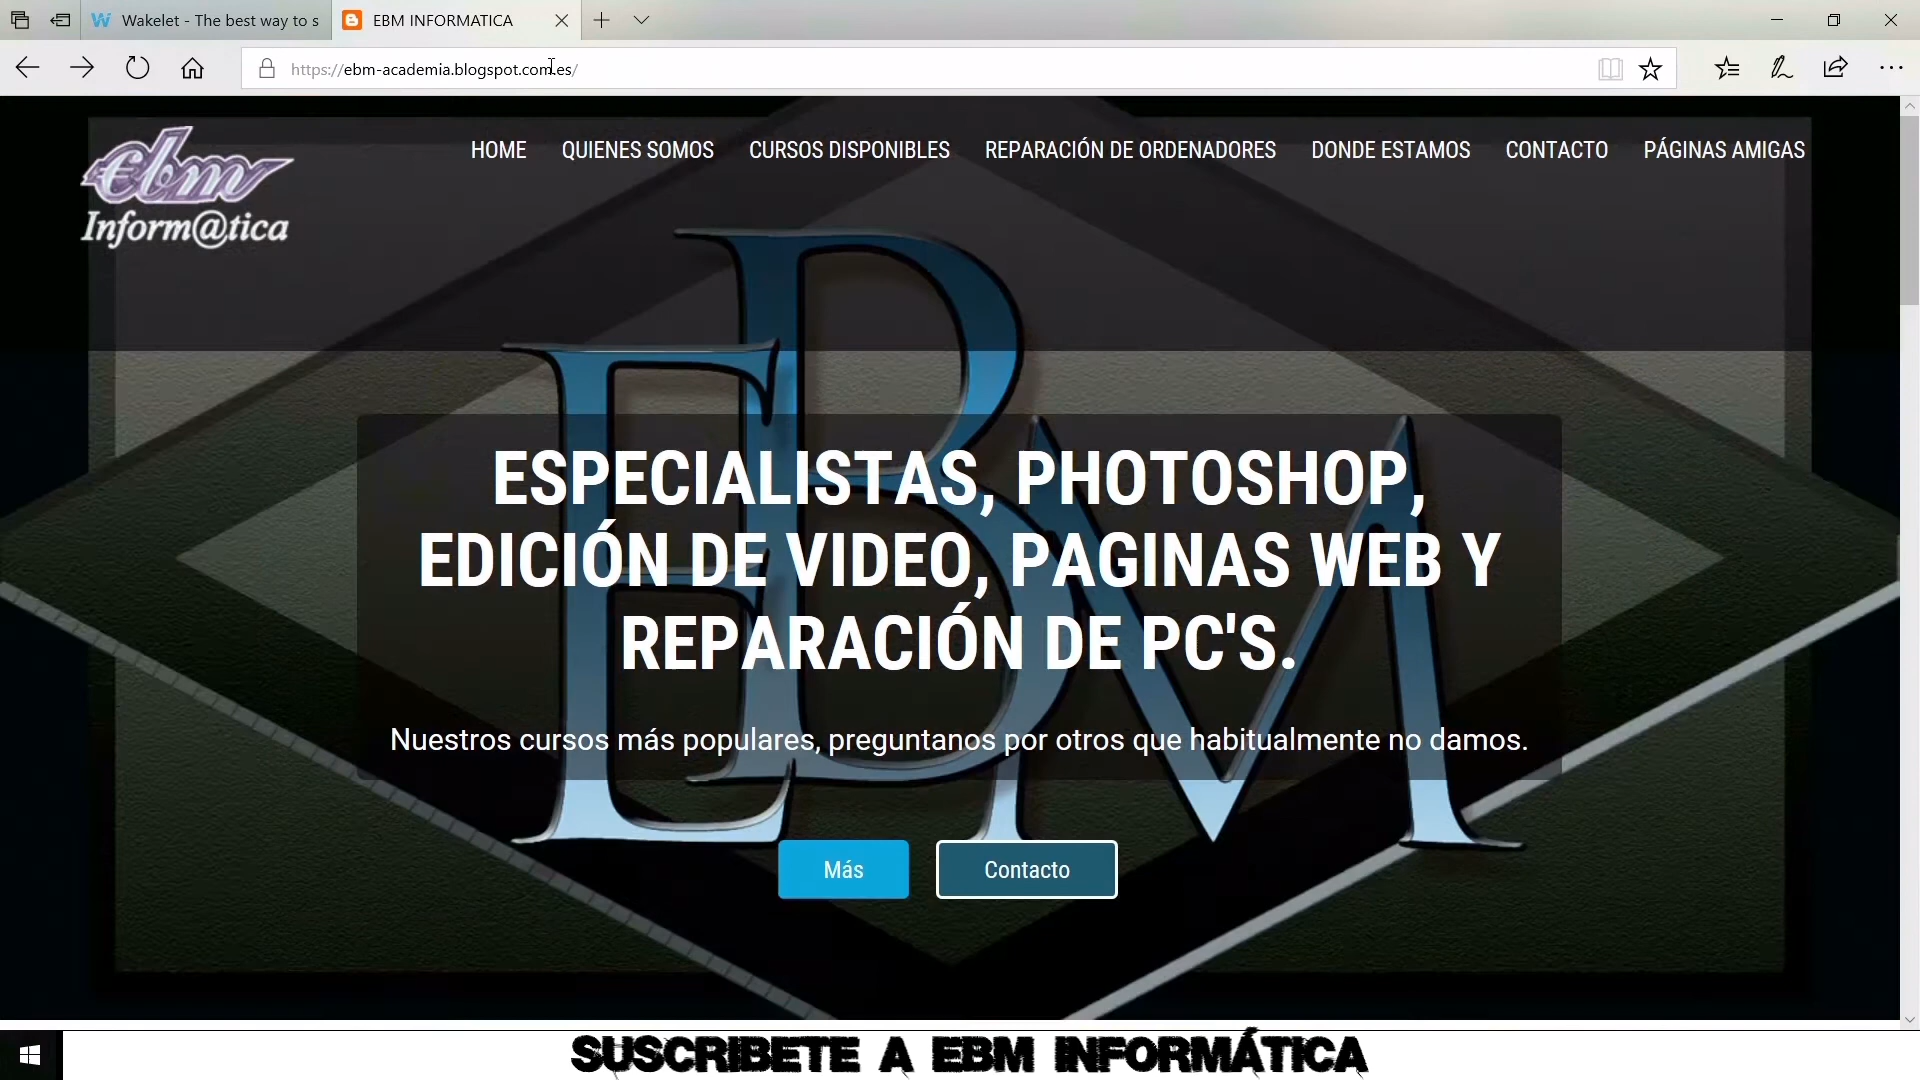 Wakelet - The best way to s
EBM INFORMATICA
https://ebm-academia.blogspot.com.es/
ebm
Inform@tica
HOME QUIENES SOMOS CURSOS DISPONIBLES REPARACIÓN DE ORDENADORES DONDE ESTAMOS CONTACTO PÁGINAS AMIGAS
EBM
ESPECIALISTAS, PHOTOSHOP,
EDICIÓN DE VIDEO, PAGINAS WEB Y
REPARACIÓN DE PC'S.
Nuestros cursos más populares, preguntanos por otros que habitualmente no damos.
Más Contacto
SUSCRIBETE A EBM INFORMÁTICA